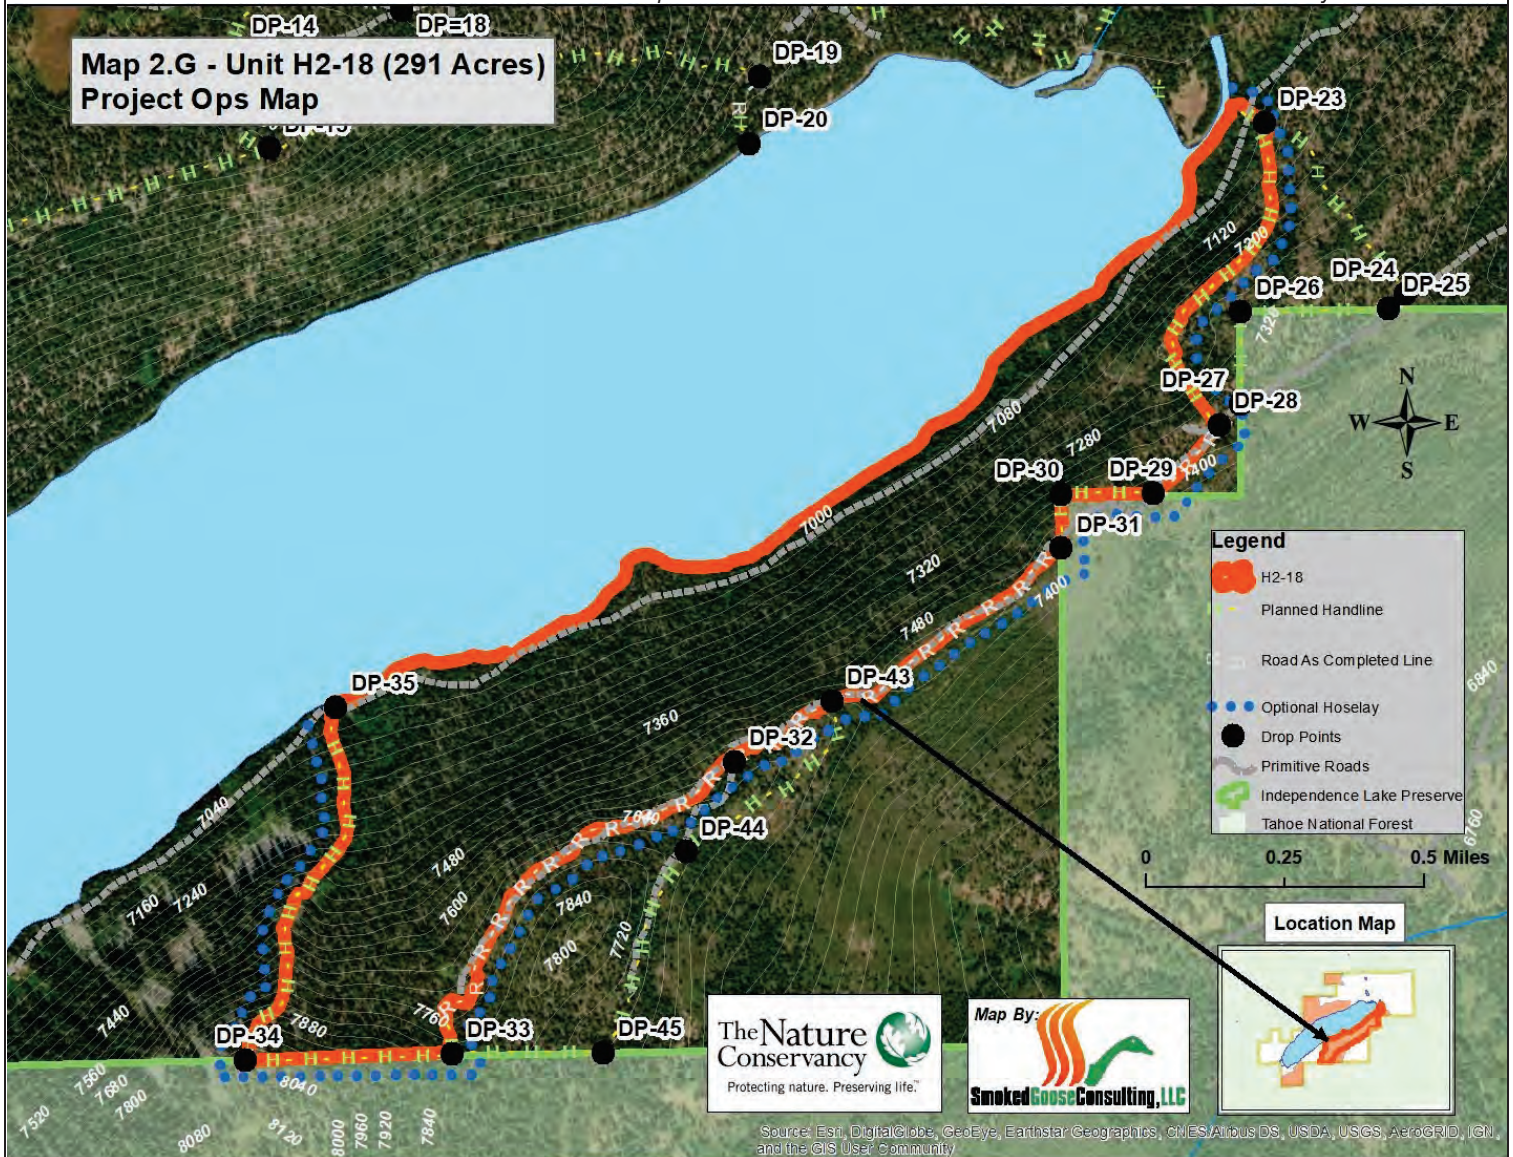 DP-14
DP=18
Map 2.G - Unit H2-18 (291 Acres)
Project Ops Map
DP-19
DP-20
DP-23
7120
7200
DP-24
DP-25
DP-26
7320
DP-27
DP-28
N
W E
S
7080
7280
DP-30
DP-29
7400
DP-31
7000
7320
7400
7480
Legend
H2-18
Planned Handline
Road As Completed Line
Optional Hoselay
Drop Points
Primitive Roads
Independence Lake Preserve
Tahoe National Forest
6840
6760
DP-35
DP-43
7360
DP-32
DP-44
7040
7480
7160
7240
7600
7840
7720
7800
0 0.25 0.5 Miles
Location Map
7440
7880
7760
DP-34
DP-33
DP-45
The Nature
Conservancy
Protecting nature. Preserving life.™
Map By:
SmokedGooseConsulting,LLC
7560
7680
7800
7520
8040
8080
8120
8000
7960
7920
7840
Source: Esri, DigitalGlobe, GeoEye, Earthstar Geographics, CNES/Airbus DS, USDA, USGS, AeroGRID, IGN,
and the GIS User Community